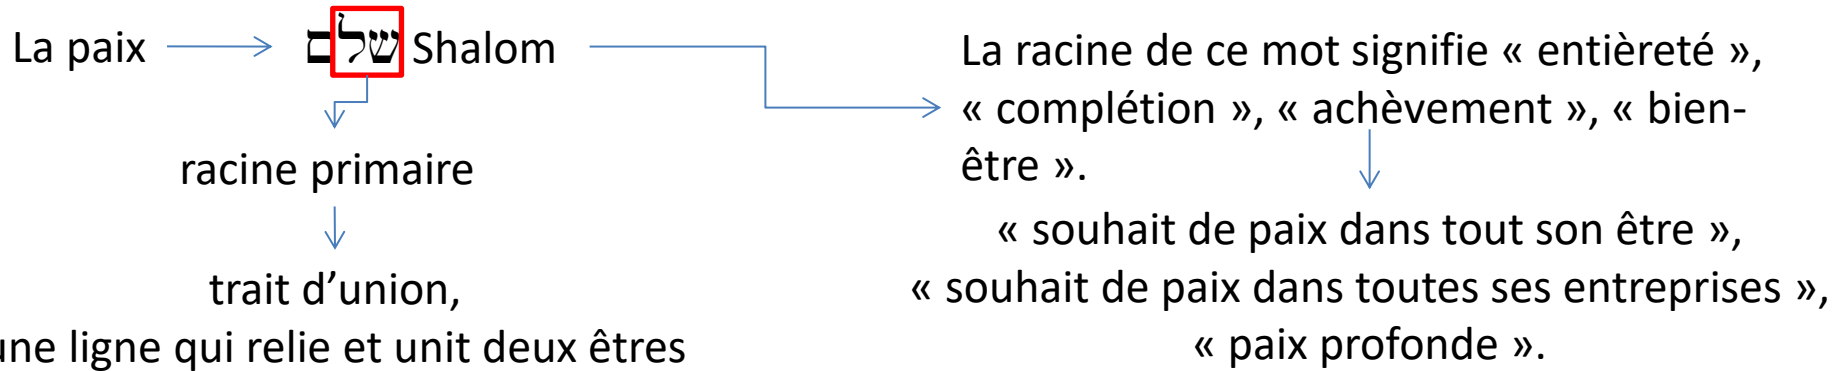 La paix
שלם Shalom
racine primaire
trait d’union,
une ligne qui relie et unit deux êtres
La racine de ce mot signifie « entièreté »,
« complétion », « achèvement », « bien-
être ».
« souhait de paix dans tout son être »,
« souhait de paix dans toutes ses entreprises »,
« paix profonde ».